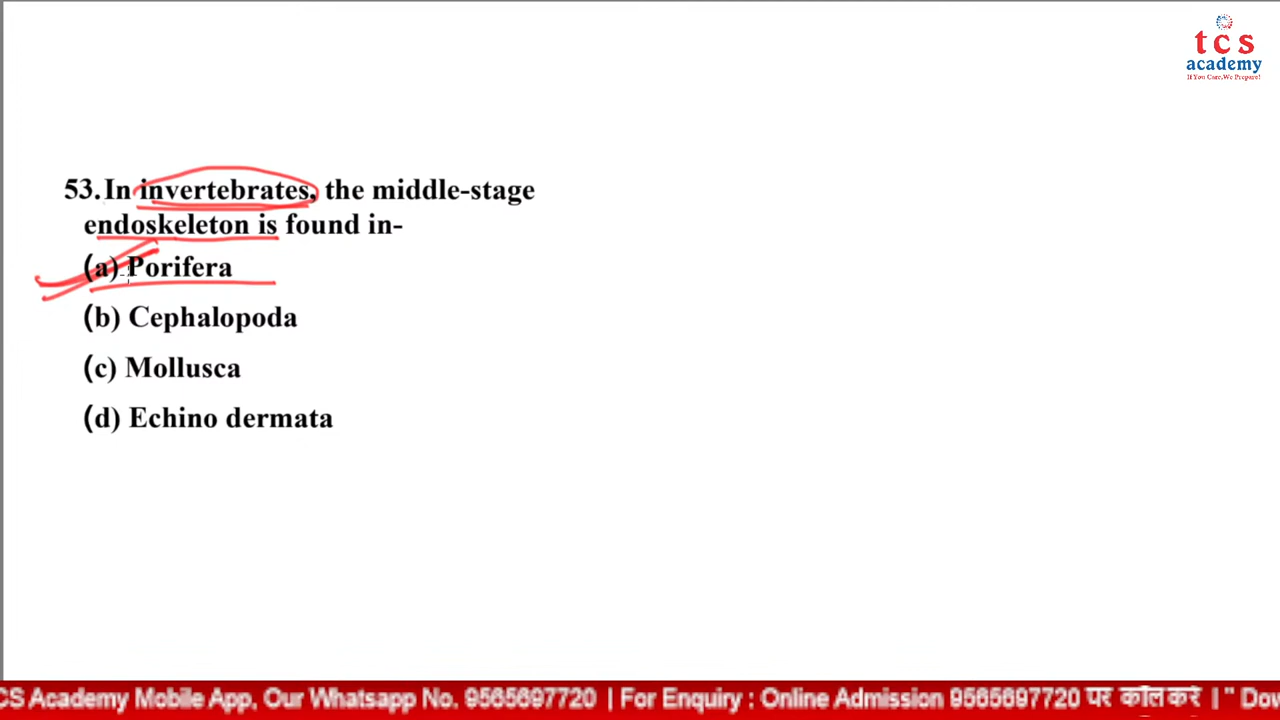 t c s
academy
If You Care,We Prepare!
53. In invertebrates, the middle-stage
endoskeleton is found in-
(a) Porifera
(b) Cephalopoda
(c) Mollusca
(d) Echino dermata
CS Academy Mobile App, Our Whatsapp No. 9565697720 | For Enquiry : Online Admission 9565697720 पर कॉल करें | " Dow